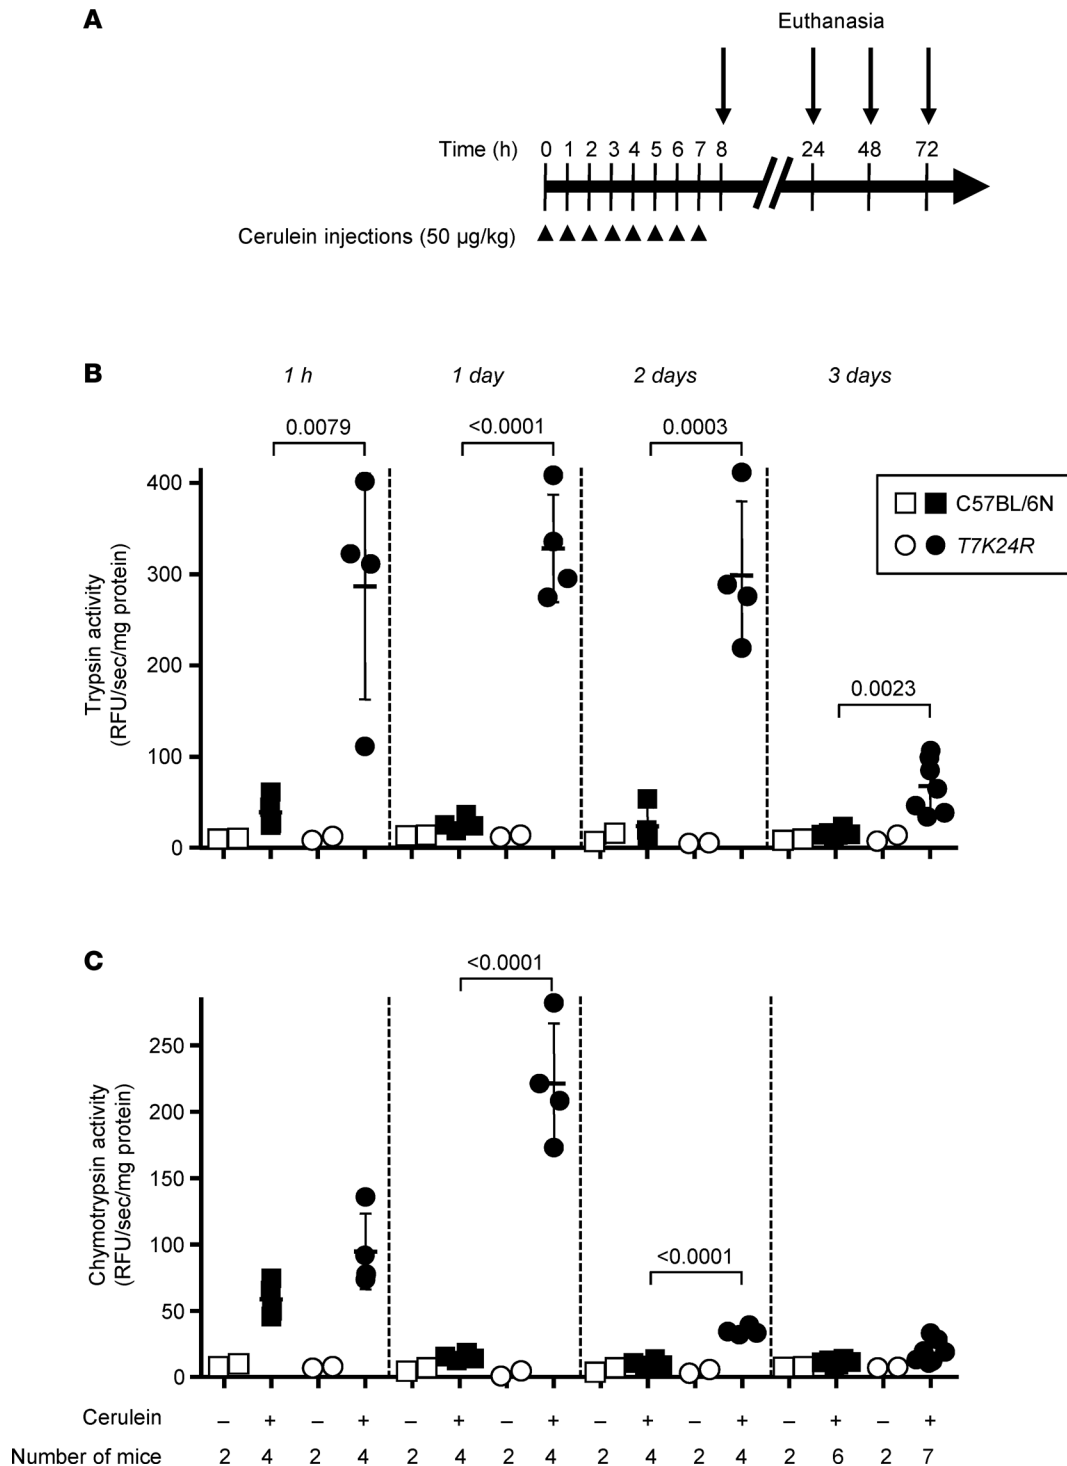 A
Euthanasia
Time (h) 0 1 2 3 4 5 6 7 8 24 48 72
Cerulein injections (50 µg/kg)
B
1 h 1 day 2 days 3 days
0.0079 <0.0001 0.0003
400
300
200
100
0
Trypsin activity
(RFU/sec/mg protein)
C57BL/6N
T7K24R
0.0023
C
<0.0001
250
200
150
100
50
0
Chymotrypsin activity
(RFU/sec/mg protein)
<0.0001
Cerulein – + – + – + – + – + – + – + – +
Number of mice 2 4 2 4 2 4 2 4 2 4 2 4 2 6 2 7